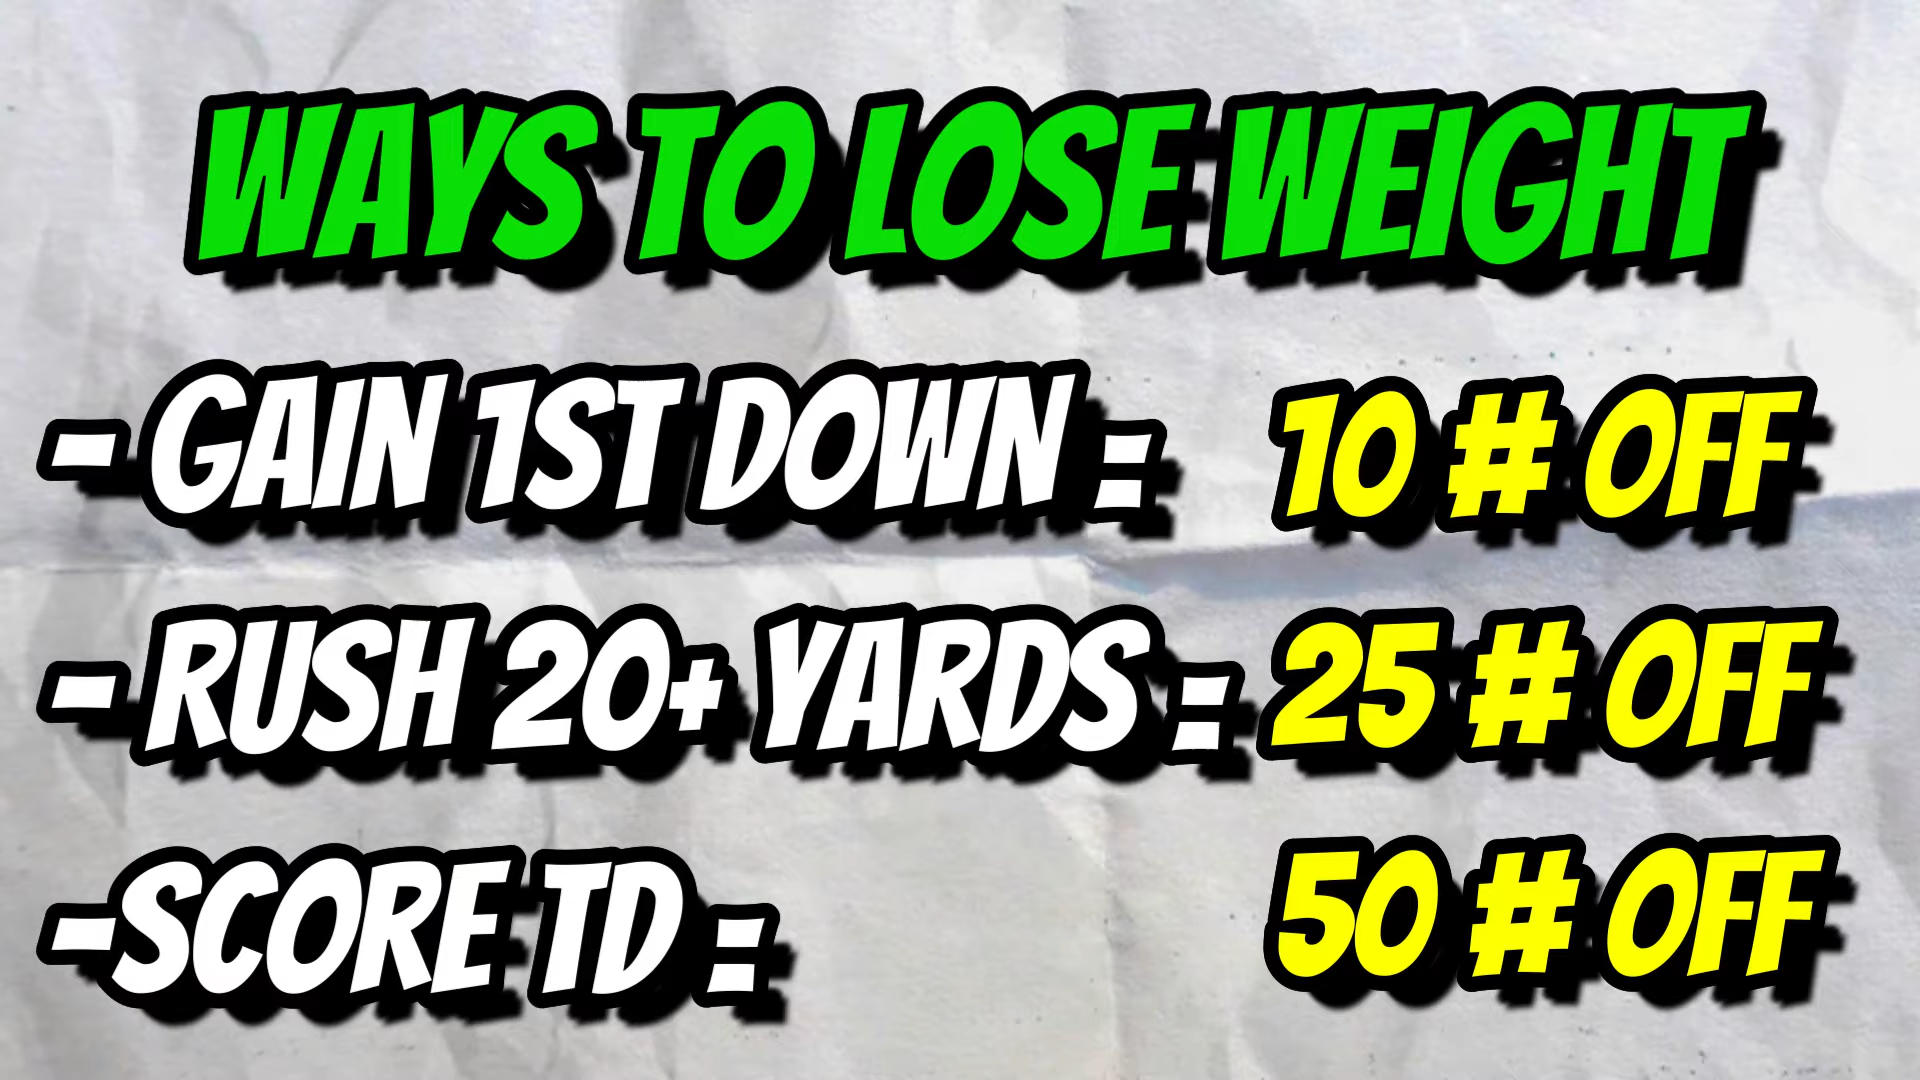 WAYS TO LOSE WEIGHT
- GAIN 1ST DOWN = 10 # OFF
- RUSH 20+ YARDS = 25 # OFF
-SCORE TD = 50 # OFF